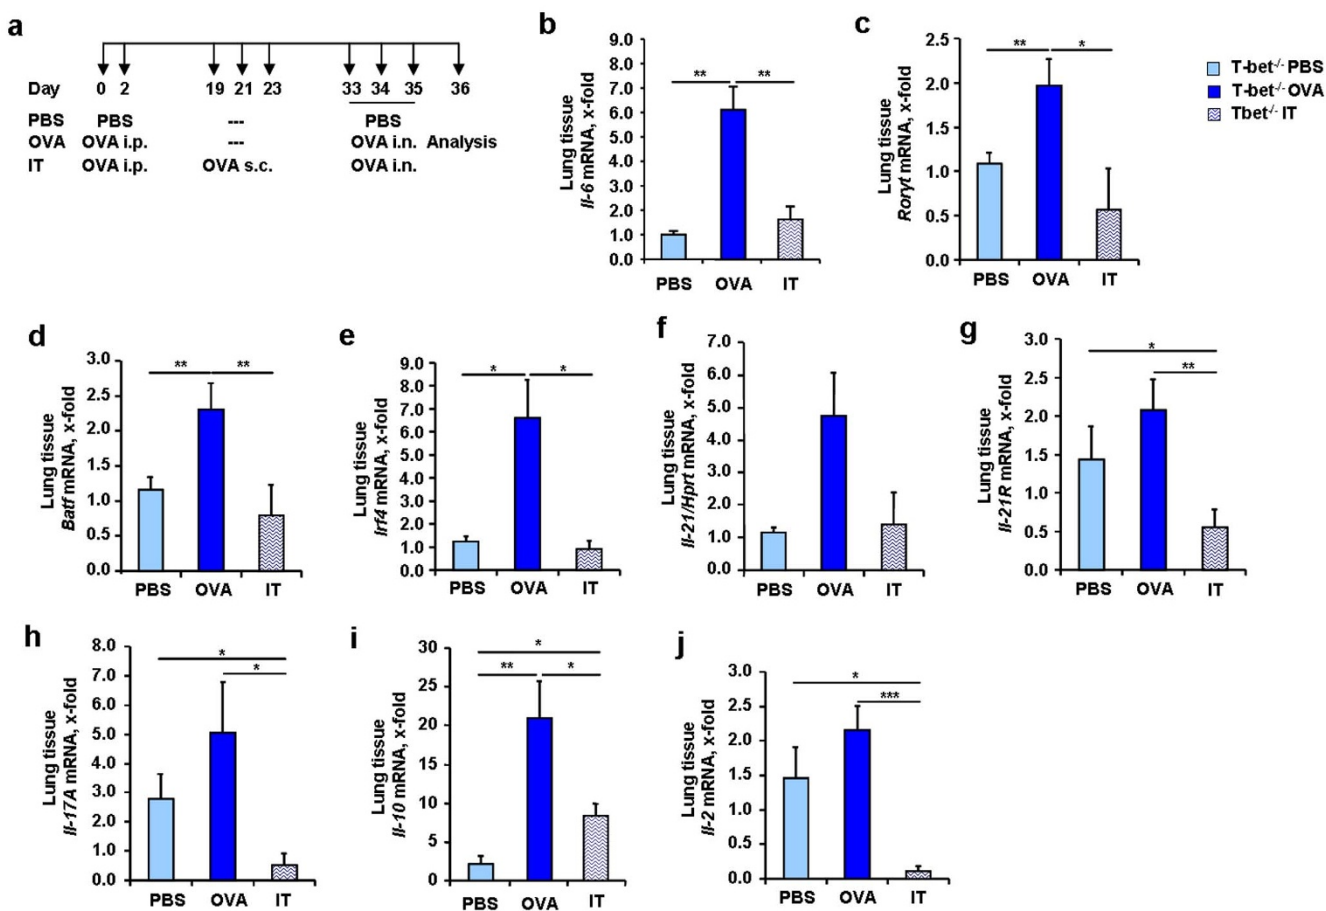 a
Day 0 2 19 21 23 33 34 35 36
PBS PBS --- PBS
OVA OVA i.p. --- OVA i.n. Analysis
IT OVA i.p. OVA s.c. OVA i.n.
b
Lung tissue
Il-6 mRNA, x-fold
9.0
8.0
7.0
6.0
5.0
4.0
3.0
2.0
1.0
0.0
** **
PBS OVA IT
c
Lung tissue
Rorγt mRNA, x-fold
2.5
2.0
1.5
1.0
0.5
0.0
** *
PBS OVA IT
T-bet-/- PBS
T-bet-/- OVA
Tbet-/- IT
d
Lung tissue
Batf mRNA, x-fold
3.0
2.5
2.0
1.5
1.0
0.5
0.0
** **
PBS OVA IT
e
Lung tissue
Irf4 mRNA, x-fold
9.0
8.0
7.0
6.0
5.0
4.0
3.0
2.0
1.0
0.0
* *
PBS OVA IT
f
Lung tissue
Il-21/Hprt mRNA, x-fold
7.0
6.0
5.0
4.0
3.0
2.0
1.0
0.0
PBS OVA IT
g
Lung tissue
Il-21R mRNA, x-fold
3.0
2.5
2.0
1.5
1.0
0.5
0.0
*
**
PBS OVA IT
h
Lung tissue
Il-17A mRNA, x-fold
8.0
7.0
6.0
5.0
4.0
3.0
2.0
1.0
0.0
*
*
PBS OVA IT
i
Lung tissue
Il-10 mRNA, x-fold
30
25
20
15
10
5
0
*
** *
PBS OVA IT
j
Lung tissue
Il-2 mRNA, x-fold
3.0
2.5
2.0
1.5
1.0
0.5
0.0
*
***
PBS OVA IT